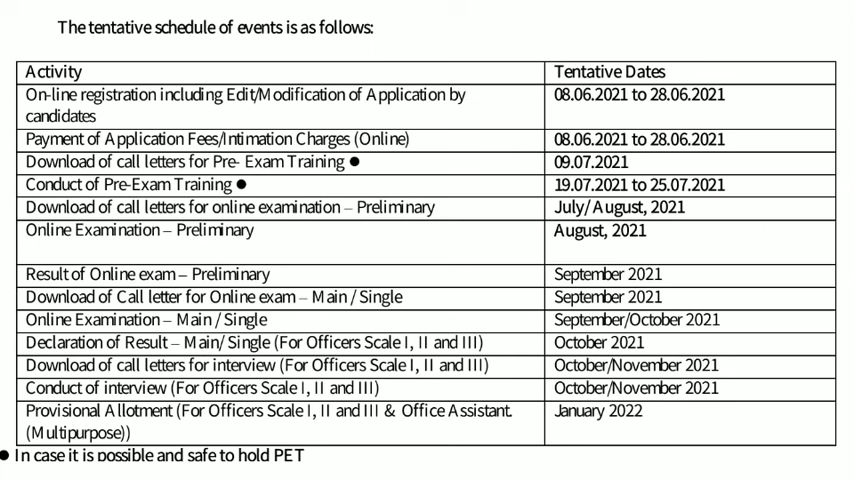 The tentative schedule of events is as follows:
Activity Tentative Dates
On-line registration including Edit/Modification of Application by 08.06.2021 to 28.06.2021
candidates
Payment of Application Fees/Intimation Charges (Online) 08.06.2021 to 28.06.2021
Download of call letters for Pre- Exam Training ● 09.07.2021
Conduct of Pre-Exam Training ● 19.07.2021 to 25.07.2021
Download of call letters for online examination – Preliminary July/ August, 2021
Online Examination – Preliminary August, 2021
Result of Online exam – Preliminary September 2021
Download of Call letter for Online exam – Main / Single September 2021
Online Examination – Main / Single September/October 2021
Declaration of Result – Main/ Single (For Officers Scale I, II and III) October 2021
Download of call letters for interview (For Officers Scale I, II and III) October/November 2021
Conduct of interview (For Officers Scale I, II and III) October/November 2021
Provisional Allotment (For Officers Scale I, II and III & Office Assistant. January 2022
(Multipurpose))
● In case it is possible and safe to hold PET